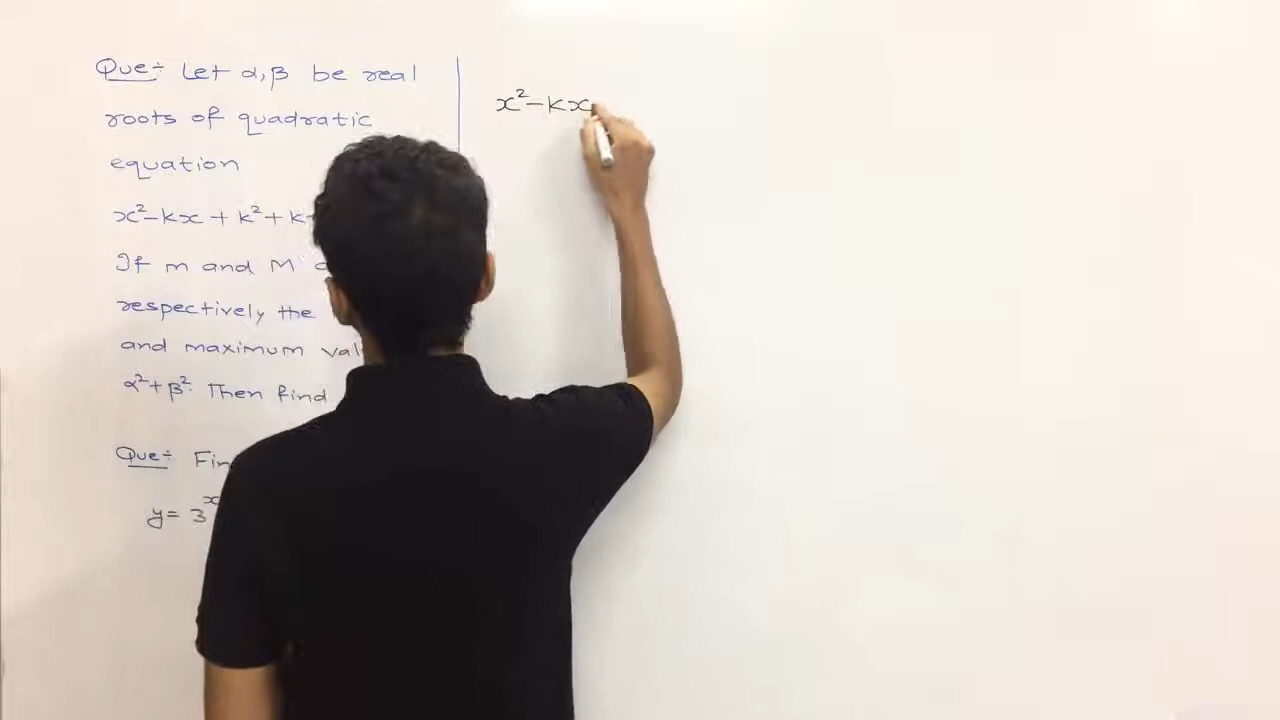 Que÷ Let α,β be real
roots of quadratic
equation
x²-kx + k² + k
If m and M
respectively the
and maximum val
α²+β². Then find
Que÷ Fin
y= 3ˣ
x²-kx